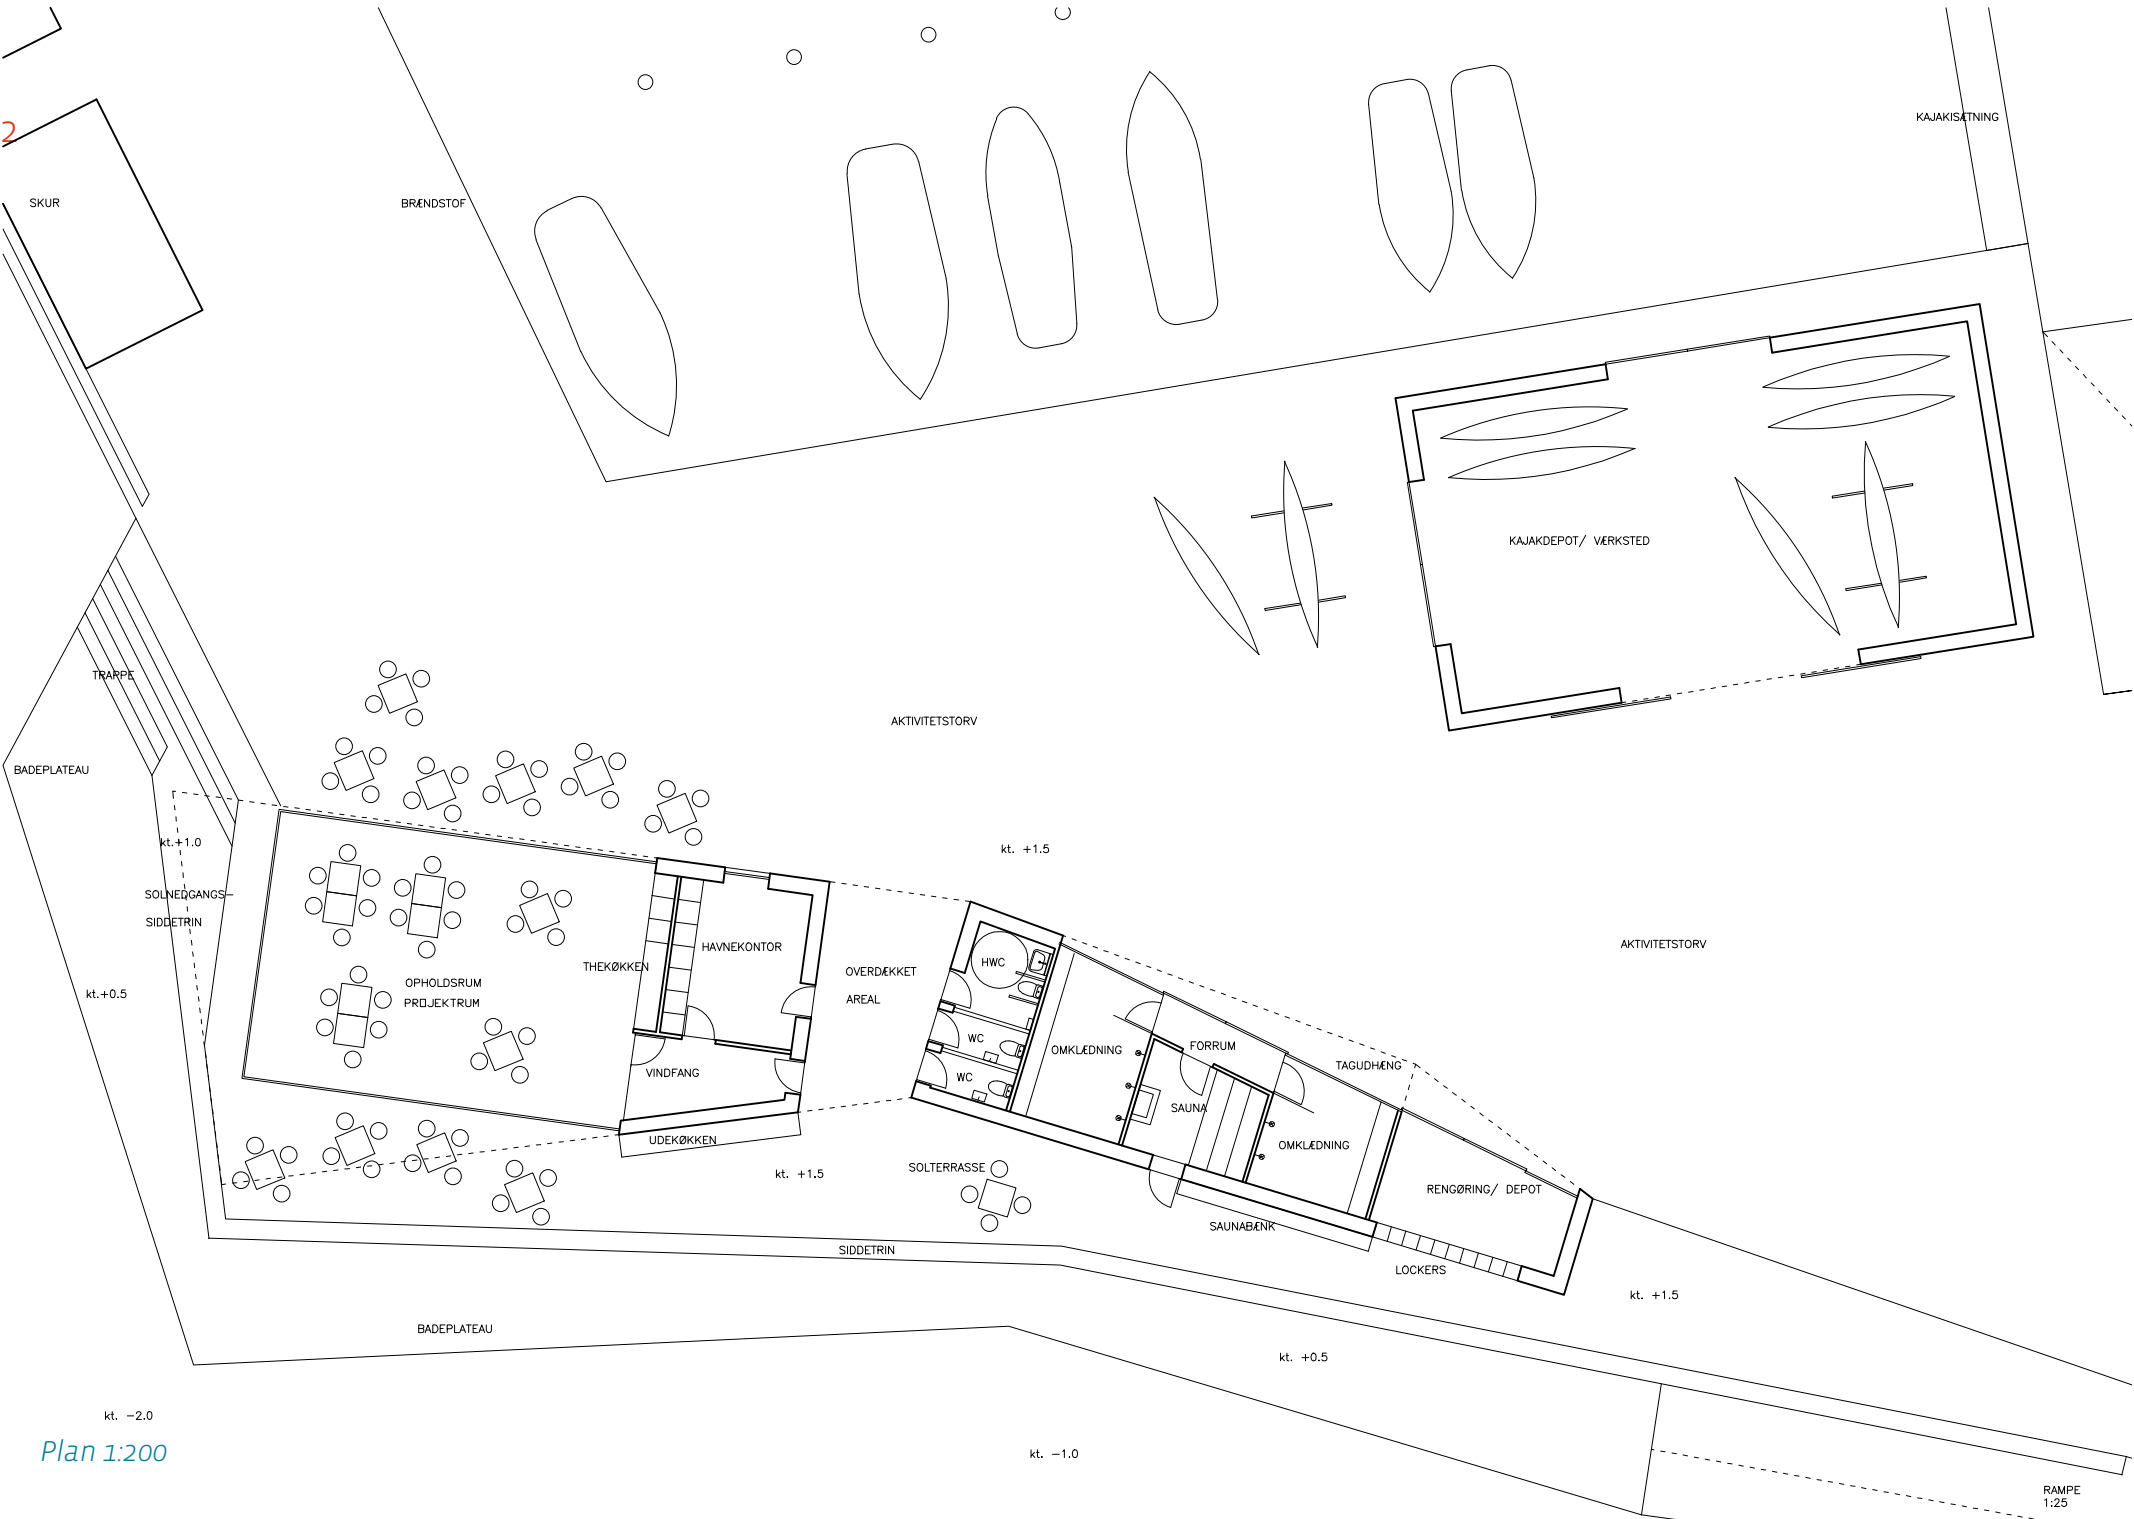 KAJAKISÆTNING
2
SKUR
BRÆNDSTOF
KAJAKDEPOT/ VÆRKSTED
TRAPPE
AKTIVITETSTORV
BADEPLATEAU
kt.+1.0
kt. +1.5
SOLNEDGANGS-
SIDDETRIN
HAVNEKONTOR
AKTIVITETSTORV
THEKØKKEN
HWC
OVERDÆKKET
AREAL
OPHOLDSRUM
PROJEKTRUM
kt.+0.5
WC
OMKLÆDNING
FORRUM
TAGUDHÆNG
VINDFANG
WC
SAUNA
UDEKØKKEN
OMKLÆDNING
kt. +1.5
SOLTERRASSE
RENGØRING/ DEPOT
SAUNABÆNK
SIDDETRIN
LOCKERS
kt. +1.5
BADEPLATEAU
kt. +0.5
kt. -2.0
Plan 1:200
kt. -1.0
RAMPE
1:25